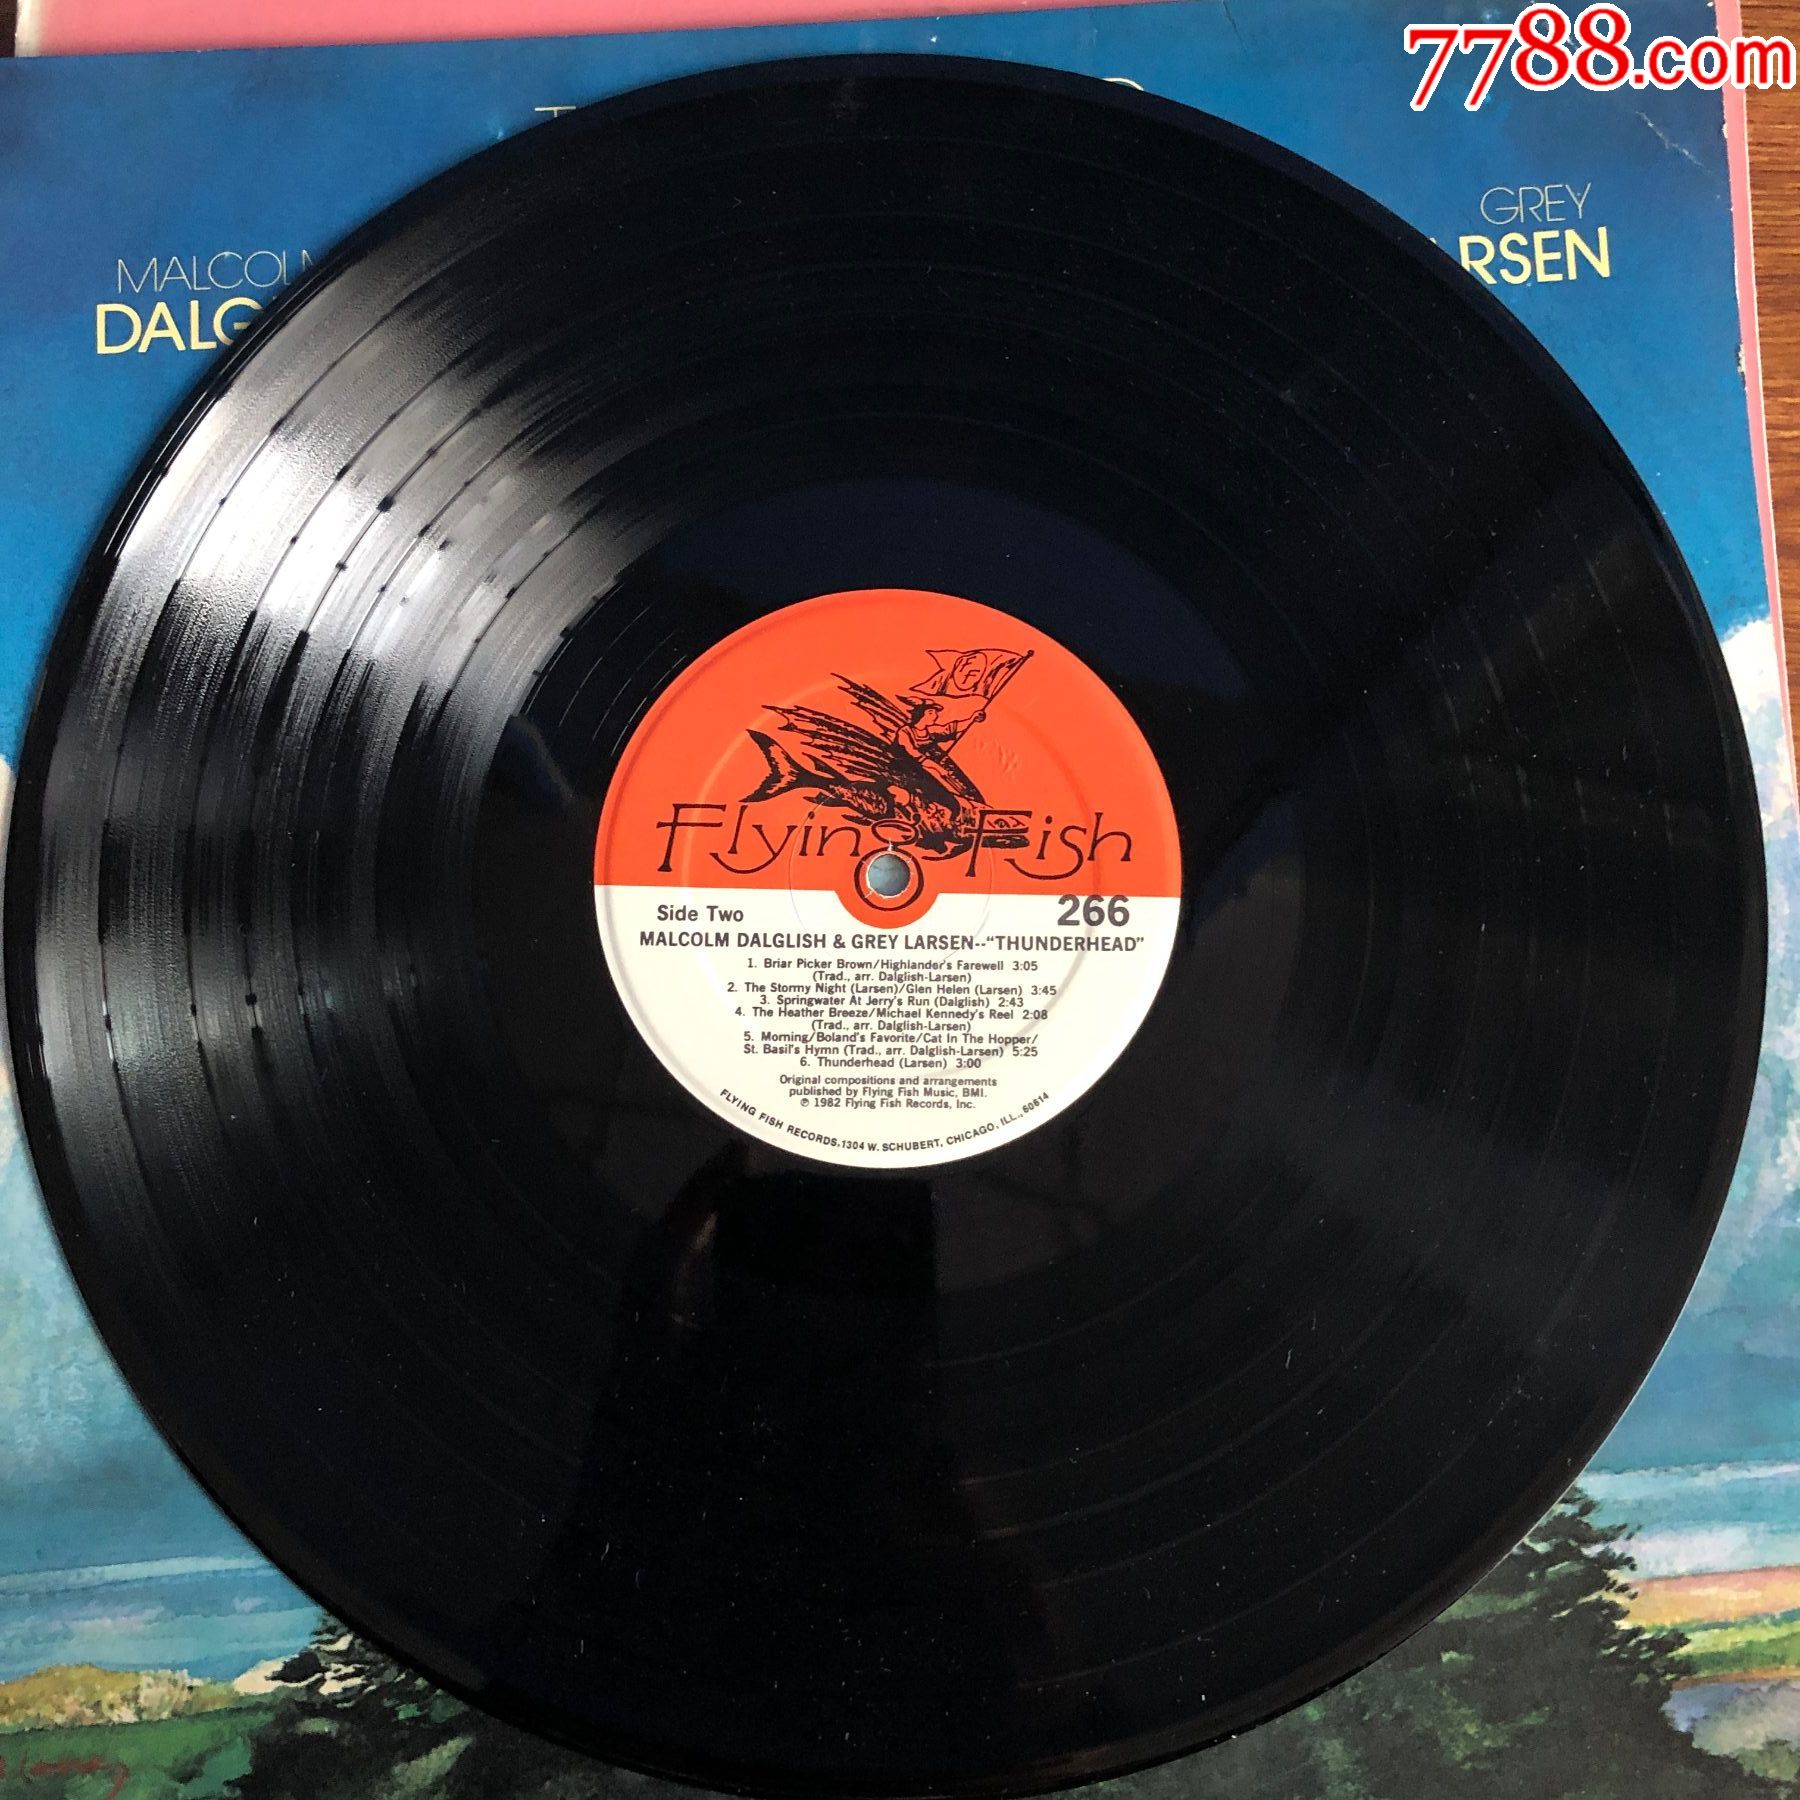 7788.com
GREY
MALCOLM
RSEN
DALG
FF
Flying Fish
Side Two
266
MALCOLM DALGLISH & GREY LARSEN--"THUNDERHEAD"
1. Briar Picker Brown/Highlander's Farewell 3:05
(Trad., arr. Dalglish-Larsen)
2. The Stormy Night (Larsen)/Glen Helen (Larsen) 3:45
3. Springwater At Jerry's Run (Dalglish) 2:43
4. The Heather Breeze/Michael Kennedy's Reel 2:08
(Trad., arr. Dalglish-Larsen)
5. Morning/Boland's Favorite/Cat In The Hopper/
St. Basil's Hymn (Trad., arr. Dalglish-Larsen) 5:25
6. Thunderhead (Larsen) 3:00
Original compositions and arrangements
published by Flying Fish Music, BMI.
℗ 1982 Flying Fish Records, Inc.
FLYING FISH RECORDS, 1304 W. SCHUBERT, CHICAGO, ILL., 60614